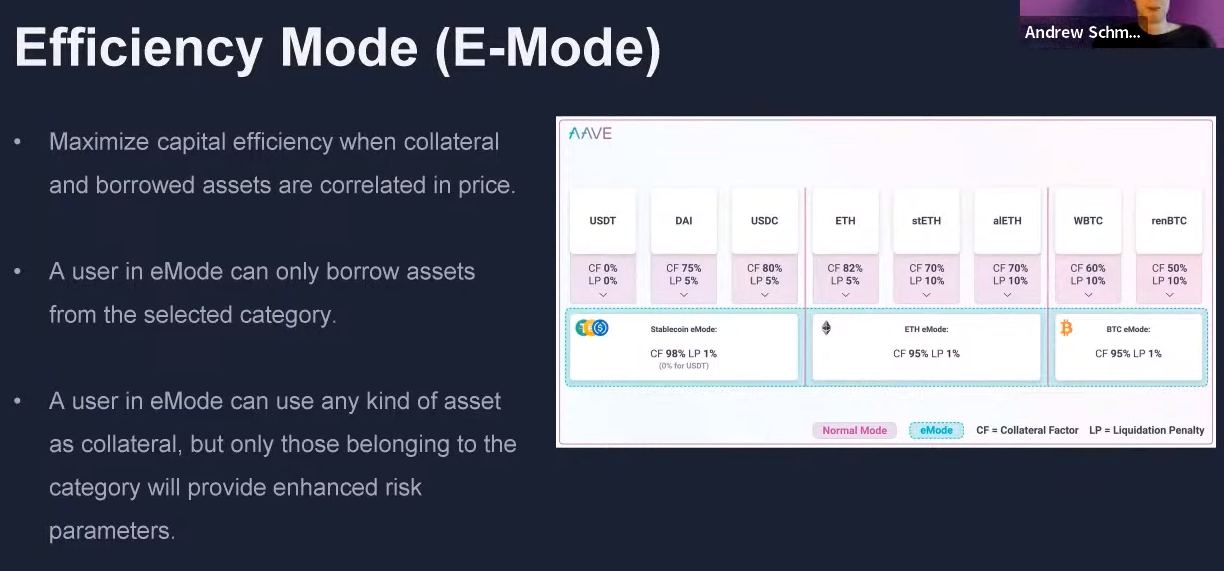 Efficiency Mode (E-Mode)
Andrew Schm...
• Maximize capital efficiency when collateral
and borrowed assets are correlated in price.
• A user in eMode can only borrow assets
from the selected category.
• A user in eMode can use any kind of asset
as collateral, but only those belonging to the
category will provide enhanced risk
parameters.
AAVE
USDT DAI USDC ETH stETH alETH WBTC renBTC
CF 0% CF 75% CF 80% CF 82% CF 70% CF 70% CF 60% CF 50%
LP 0% LP 5% LP 5% LP 5% LP 10% LP 10% LP 10% LP 10%
Stablecoin eMode: ETH eMode: BTC eMode:
CF 98% LP 1% CF 95% LP 1% CF 95% LP 1%
(0% for USDT)
Normal Mode eMode CF = Collateral Factor LP = Liquidation Penalty